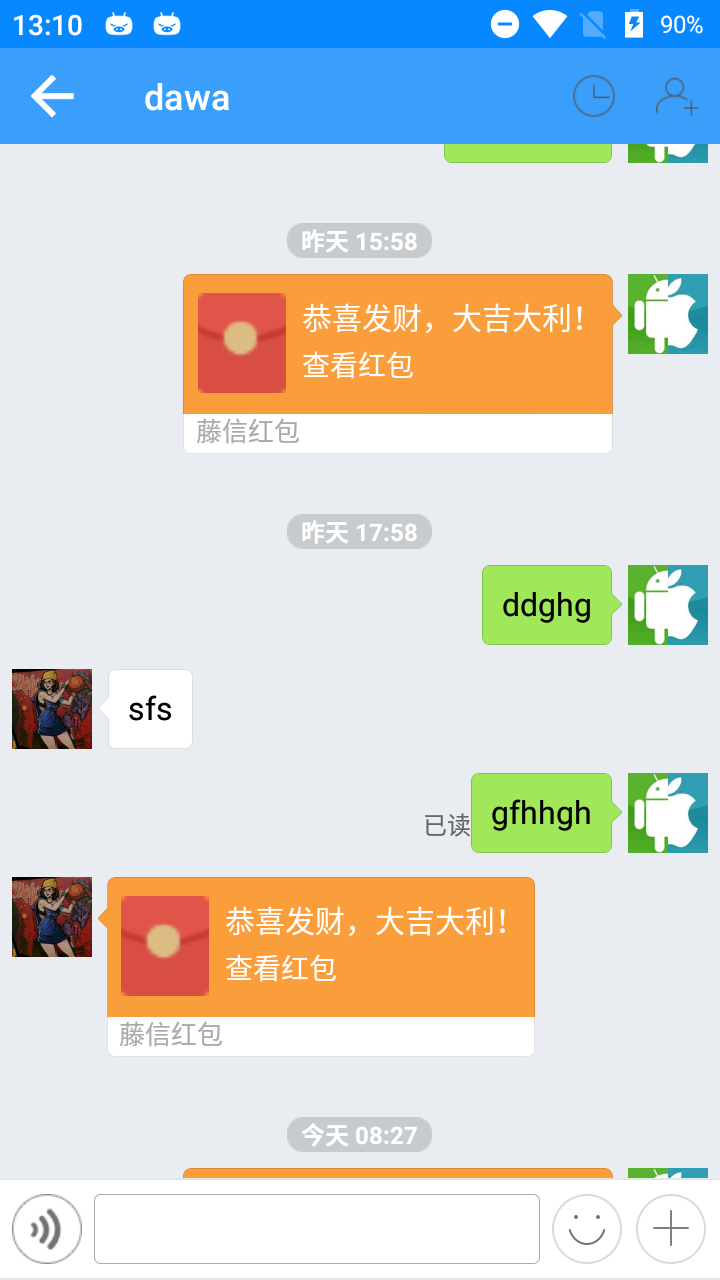 13:10
90%
dawa
昨天 15:58
恭喜发财，大吉大利！
查看红包
藤信红包
昨天 17:58
ddghg
sfs
已读
gfhhgh
恭喜发财，大吉大利！
查看红包
藤信红包
今天 08:27